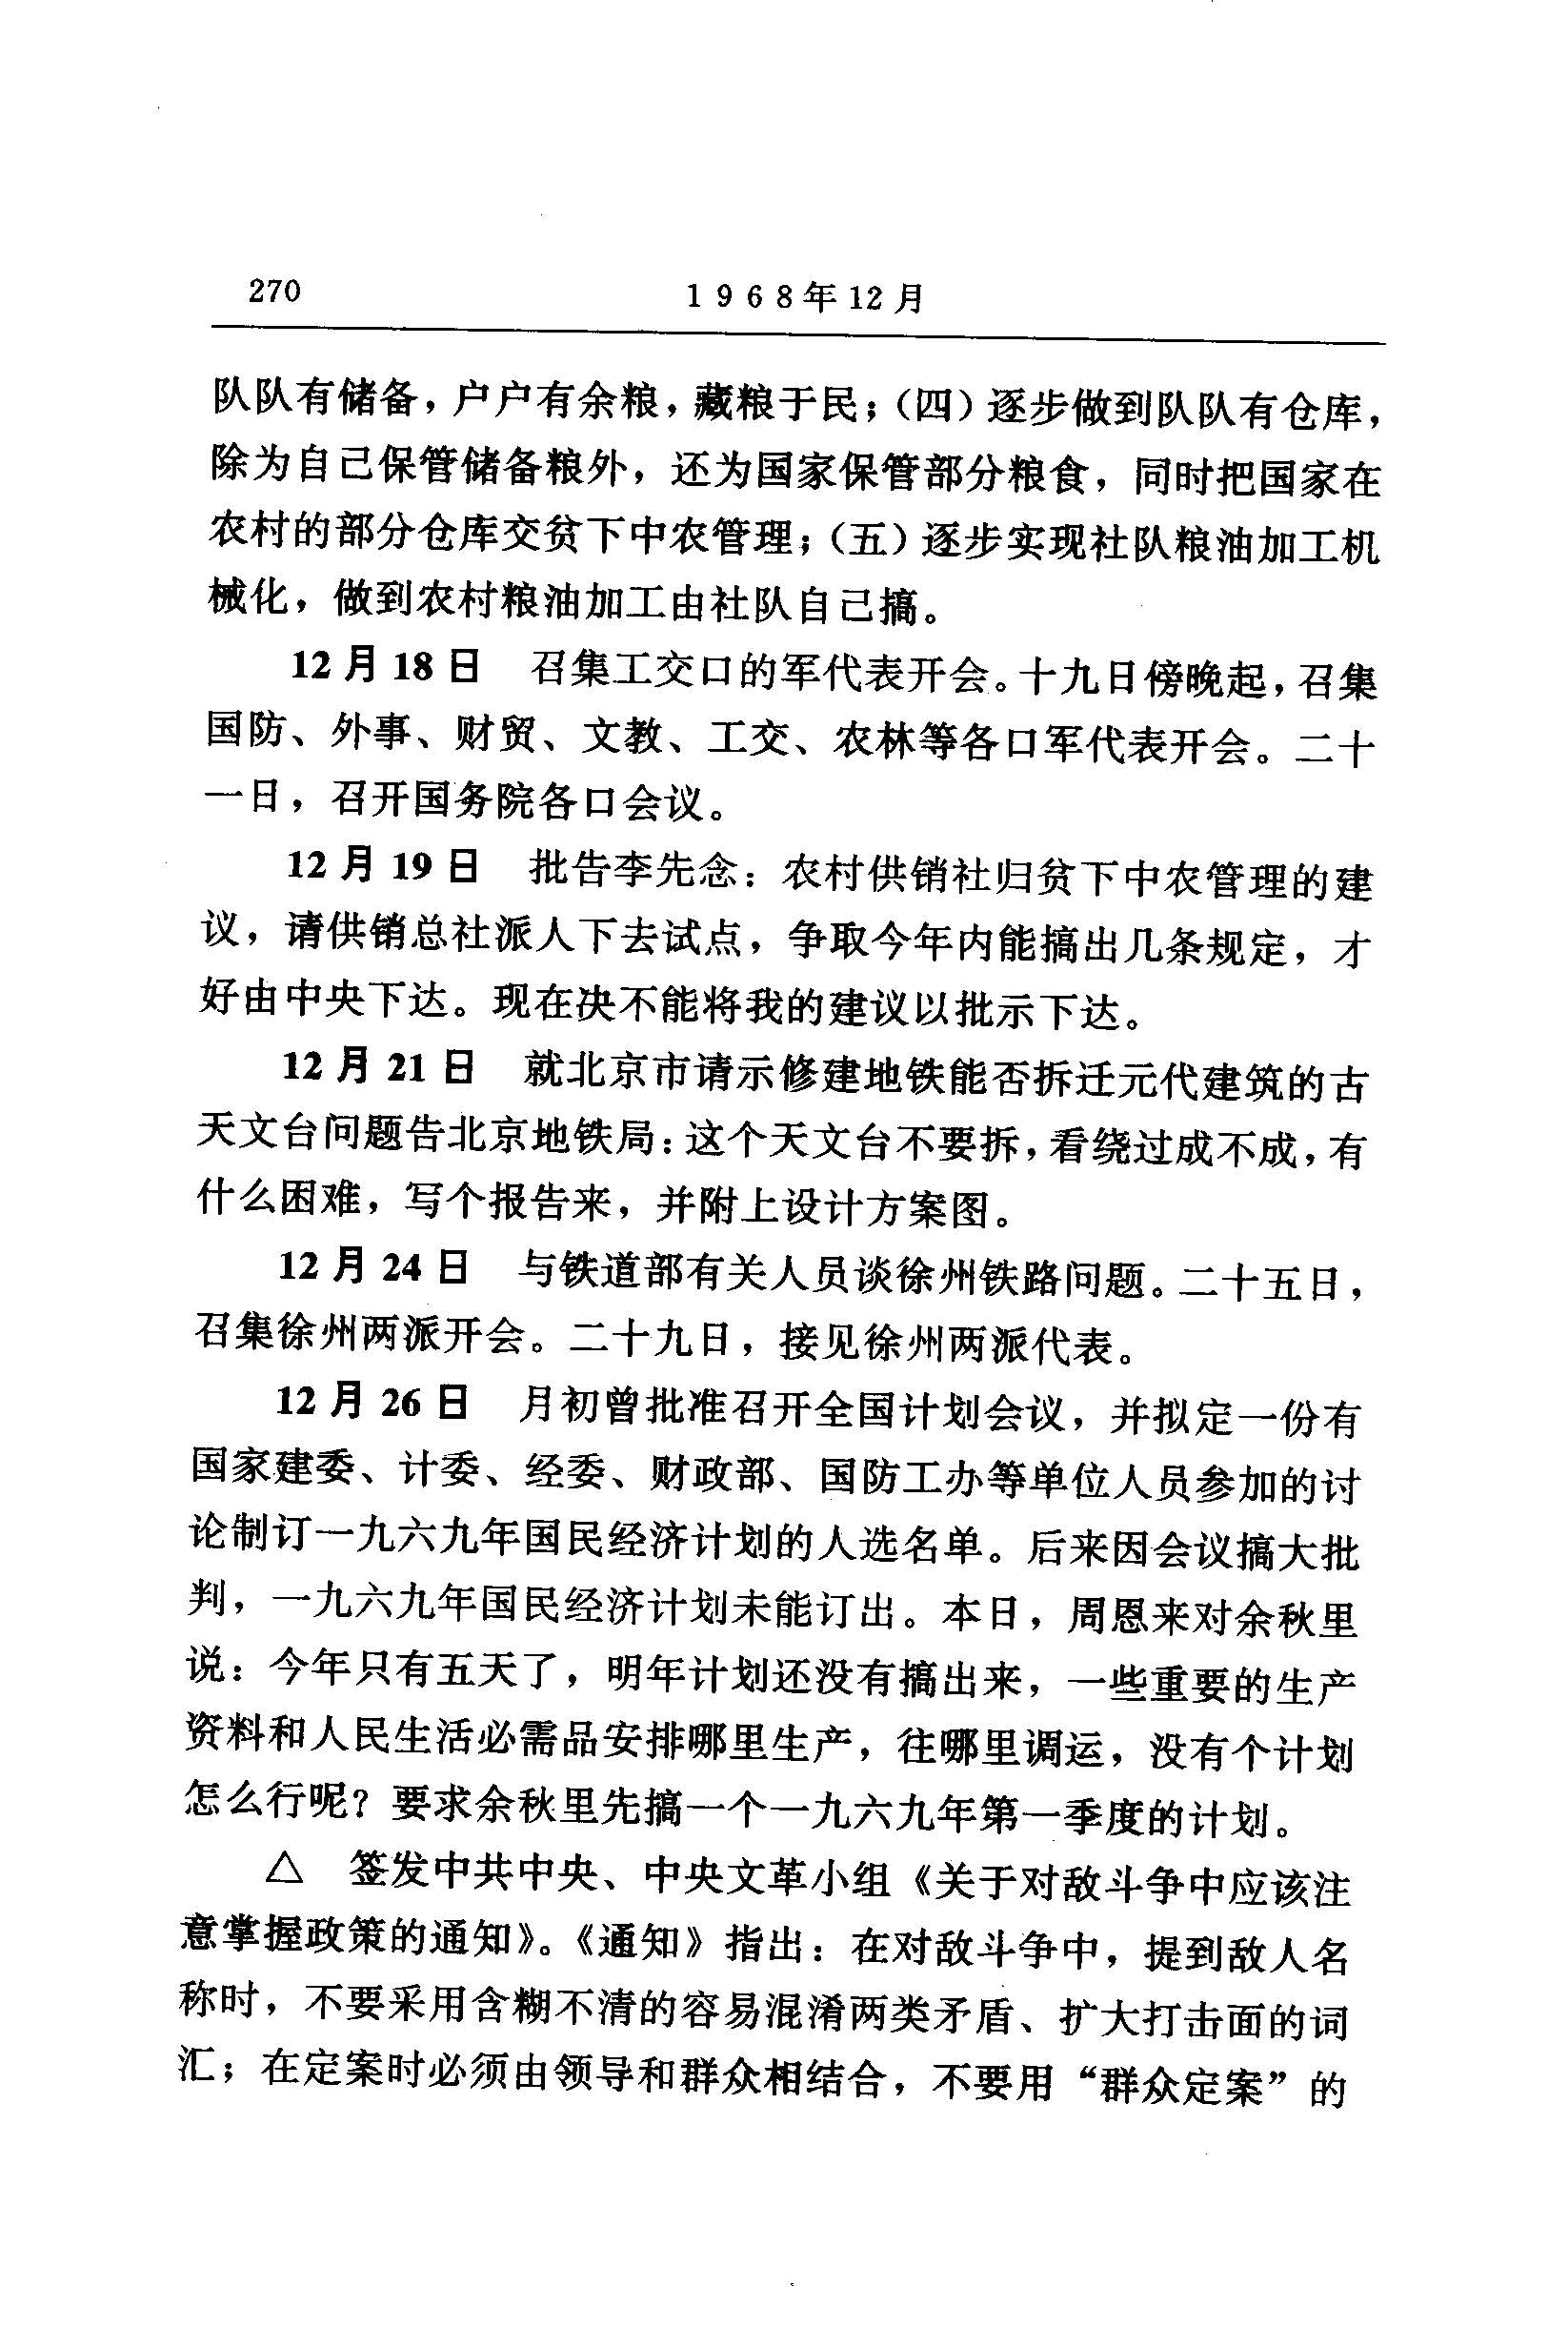 270
1968年12月
队队有储备，户户有余粮，藏粮于民；（四）逐步做到队队有仓库，
除为自己保管储备粮外，还为国家保管部分粮食，同时把国家在
农村的部分仓库交贫下中农管理；（五）逐步实现社队粮油加工机
械化，做到农村粮油加工由社队自己搞。
12月18日　召集工交口的军代表开会。十九日傍晚起，召集
国防、外事、财贸、文教、工交、农林等各口军代表开会。二十
一日，召开国务院各口会议。
12月19日　批告李先念：农村供销社归贫下中农管理的建
议，请供销总社派人下去试点，争取今年内能搞出几条规定，才
好由中央下达。现在决不能将我的建议以批示下达。
12月21日　就北京市请示修建地铁能否拆迁元代建筑的古
天文台问题告北京地铁局：这个天文台不要拆，看绕过成不成，有
什么困难，写个报告来，并附上设计方案图。
12月24日　与铁道部有关人员谈徐州铁路问题。二十五日，
召集徐州两派开会。二十九日，接见徐州两派代表。
12月26日　月初曾批准召开全国计划会议，并拟定一份有
国家建委、计委、经委、财政部、国防工办等单位人员参加的讨
论制订一九六九年国民经济计划的人选名单。后来因会议搞大批
判，一九六九年国民经济计划未能订出。本日，周恩来对余秋里
说：今年只有五天了，明年计划还没有搞出来，一些重要的生产
资料和人民生活必需品安排哪里生产，往哪里调运，没有个计划
怎么行呢？要求余秋里先搞一个一九六九年第一季度的计划。
△　签发中共中央、中央文革小组《关于对敌斗争中应该注
意掌握政策的通知》。《通知》指出：在对敌斗争中，提到敌人名
称时，不要采用含糊不清的容易混淆两类矛盾、扩大打击面的词
汇；在定案时必须由领导和群众相结合，不要用“群众定案”的